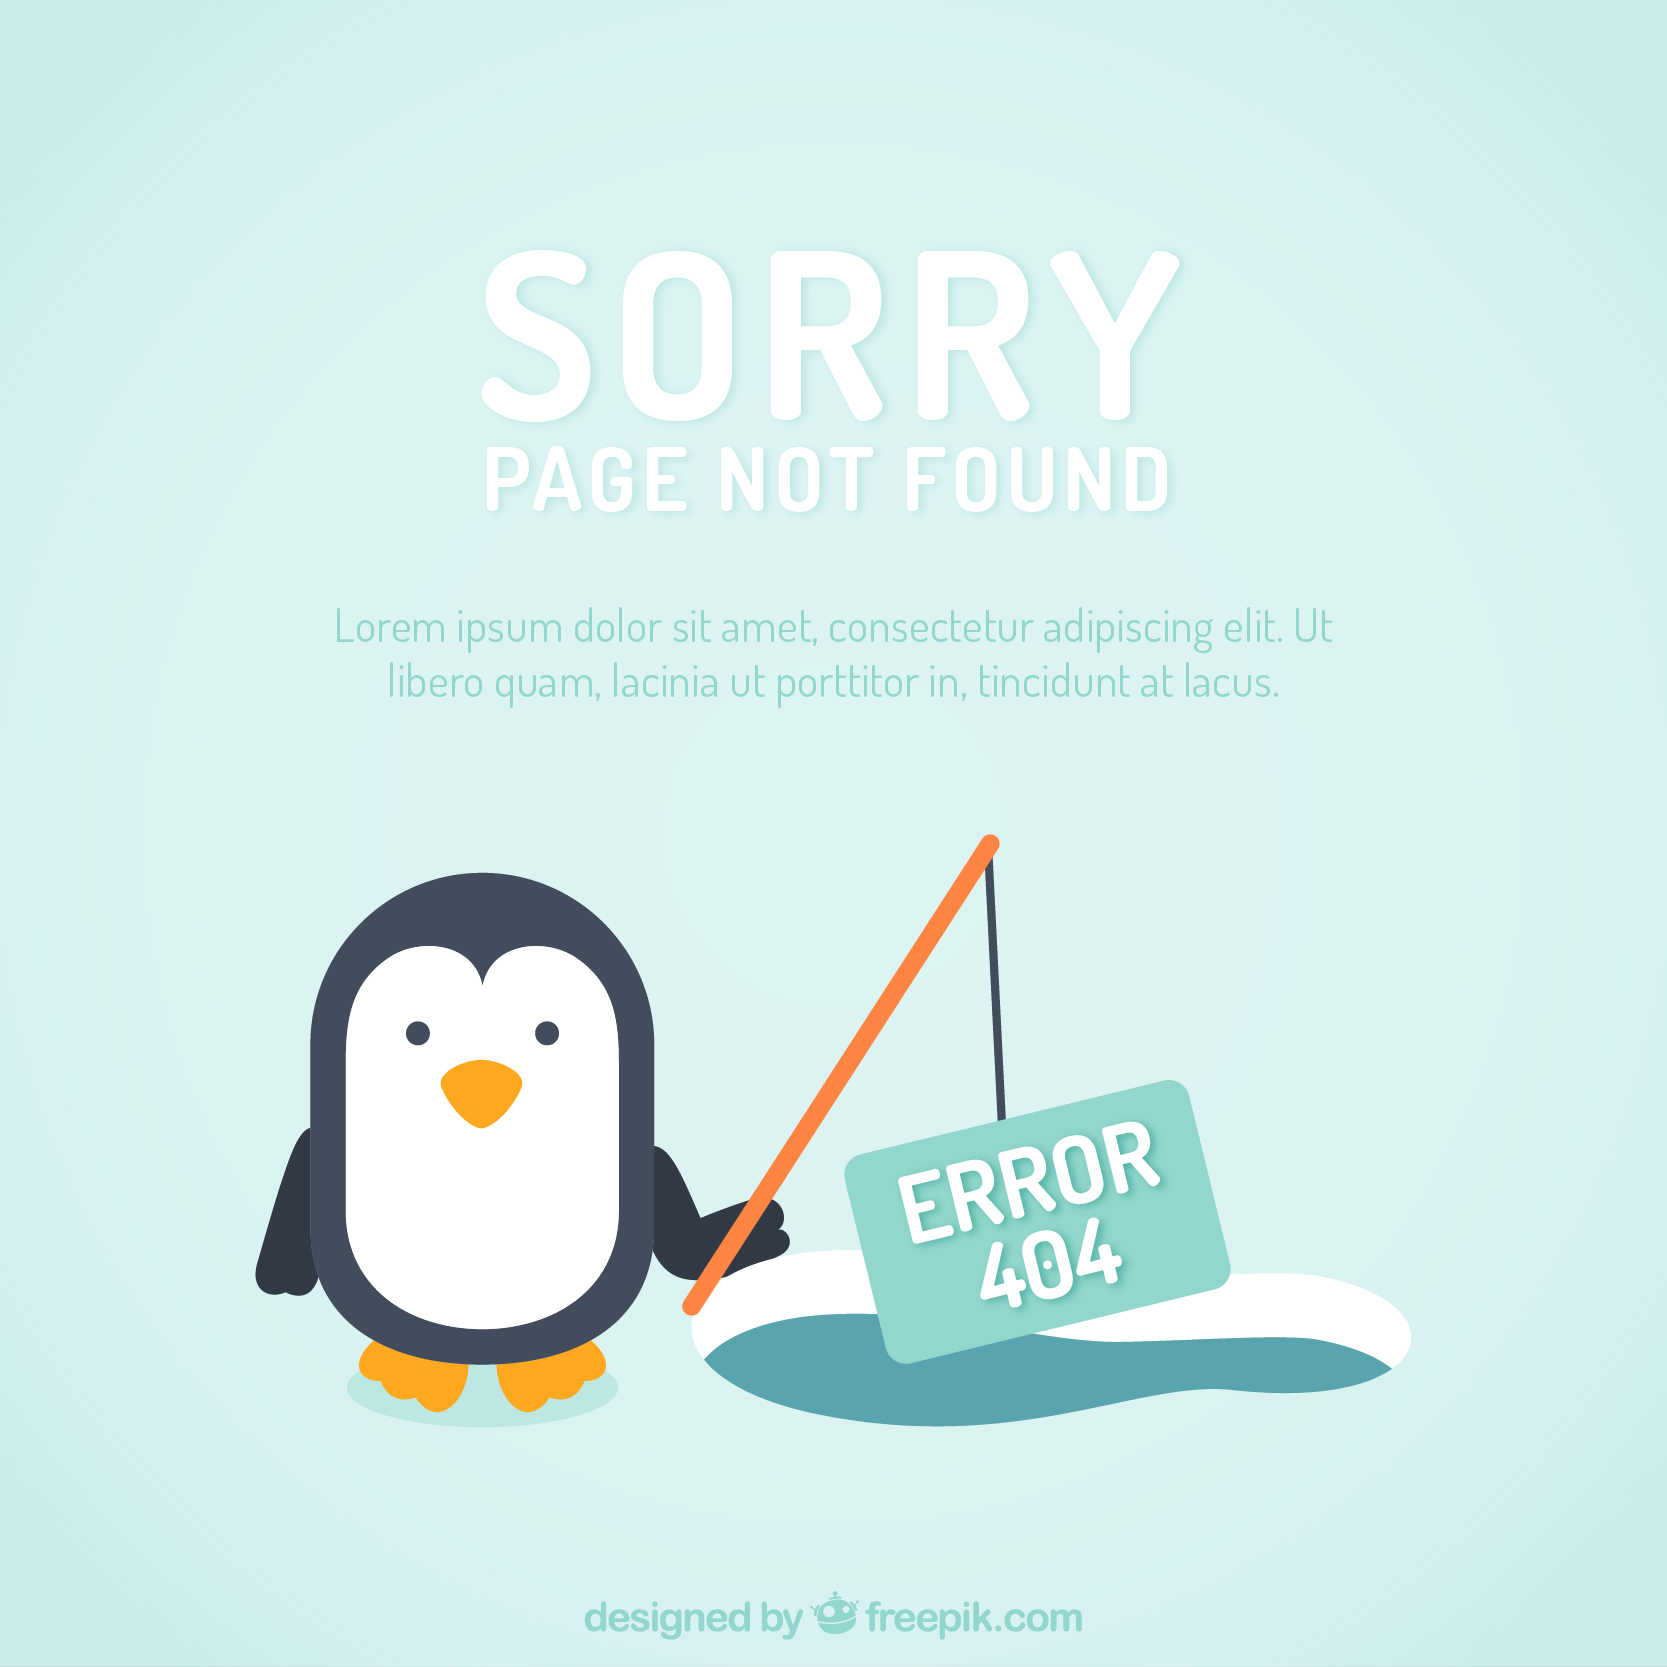 SORRY
PAGE NOT FOUND
Lorem ipsum dolor sit amet, consectetur adipiscing elit. Ut
libero quam, lacinia ut porttitor in, tincidunt at lacus.
ERROR
404
designed by freepik.com